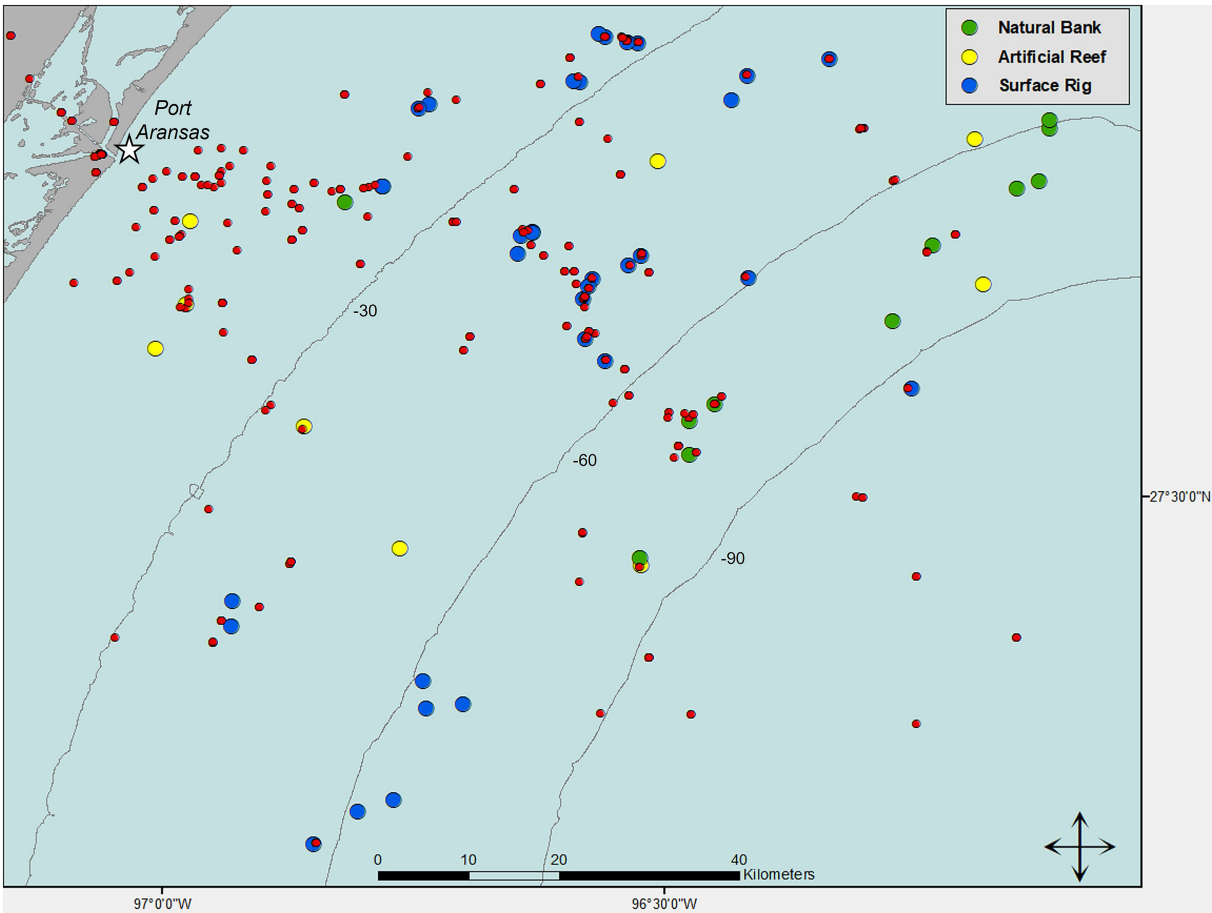 Natural Bank
Artificial Reef
Surface Rig
Port
Aransas
-30
-60
-90
27°30'0"N
0 10 20 40
Kilometers
97°0'0"W 96°30'0"W